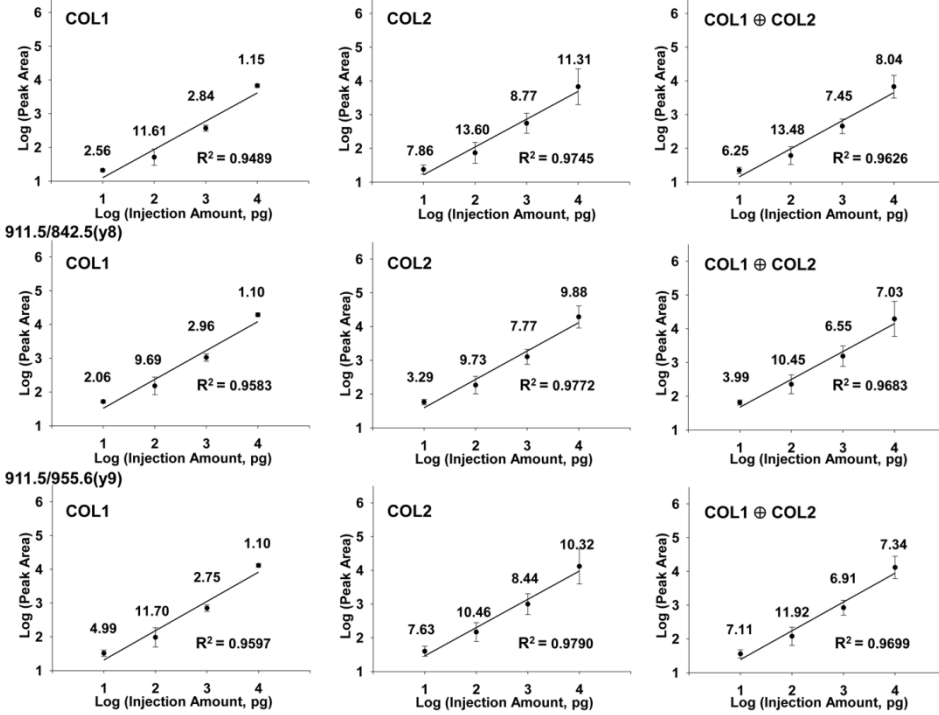 COL1
COL2
COL1 ⊕ COL2
Log (Peak Area)
6
5
4
3
2
1
2.56
11.61
2.84
1.15
R² = 0.9489
1 2 3 4
Log (Injection Amount, pg)
Log (Peak Area)
6
5
4
3
2
1
7.86
13.60
8.77
11.31
R² = 0.9745
1 2 3 4
Log (Injection Amount, pg)
Log (Peak Area)
6
5
4
3
2
1
6.25
13.48
7.45
8.04
R² = 0.9626
1 2 3 4
Log (Injection Amount, pg)
911.5/842.5(y8)
COL1
COL2
COL1 ⊕ COL2
Log (Peak Area)
6
5
4
3
2
1
2.06
9.69
2.96
1.10
R² = 0.9583
1 2 3 4
Log (Injection Amount, pg)
Log (Peak Area)
6
5
4
3
2
1
3.29
9.73
7.77
9.88
R² = 0.9772
1 2 3 4
Log (Injection Amount, pg)
Log (Peak Area)
6
5
4
3
2
1
3.99
10.45
6.55
7.03
R² = 0.9683
1 2 3 4
Log (Injection Amount, pg)
911.5/955.6(y9)
COL1
COL2
COL1 ⊕ COL2
Log (Peak Area)
6
5
4
3
2
1
4.99
11.70
2.75
1.10
R² = 0.9597
1 2 3 4
Log (Injection Amount, pg)
Log (Peak Area)
6
5
4
3
2
1
7.63
10.46
8.44
10.32
R² = 0.9790
1 2 3 4
Log (Injection Amount, pg)
Log (Peak Area)
6
5
4
3
2
1
7.11
11.92
6.91
7.34
R² = 0.9699
1 2 3 4
Log (Injection Amount, pg)